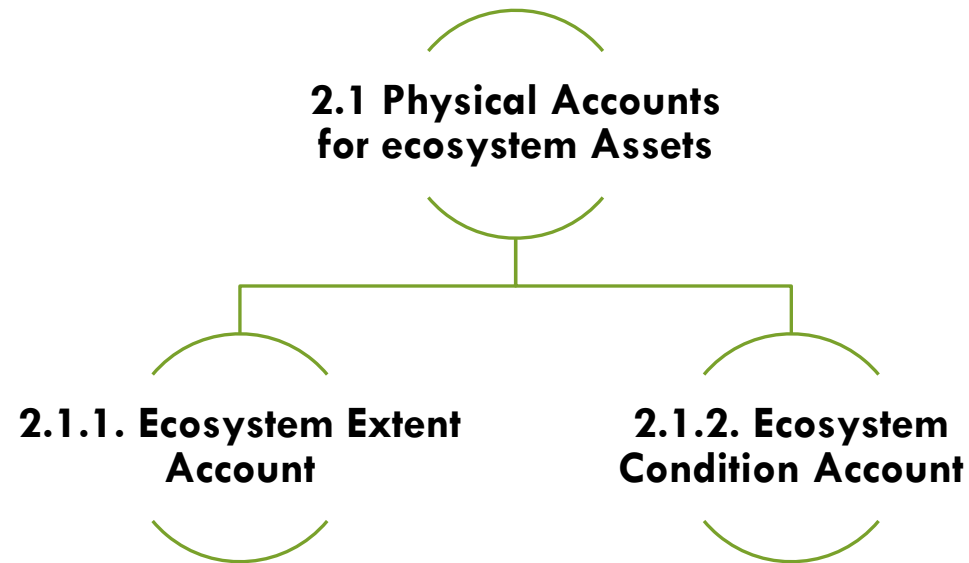 2.1 Physical Accounts
for ecosystem Assets
2.1.1. Ecosystem Extent
Account
2.1.2. Ecosystem
Condition Account